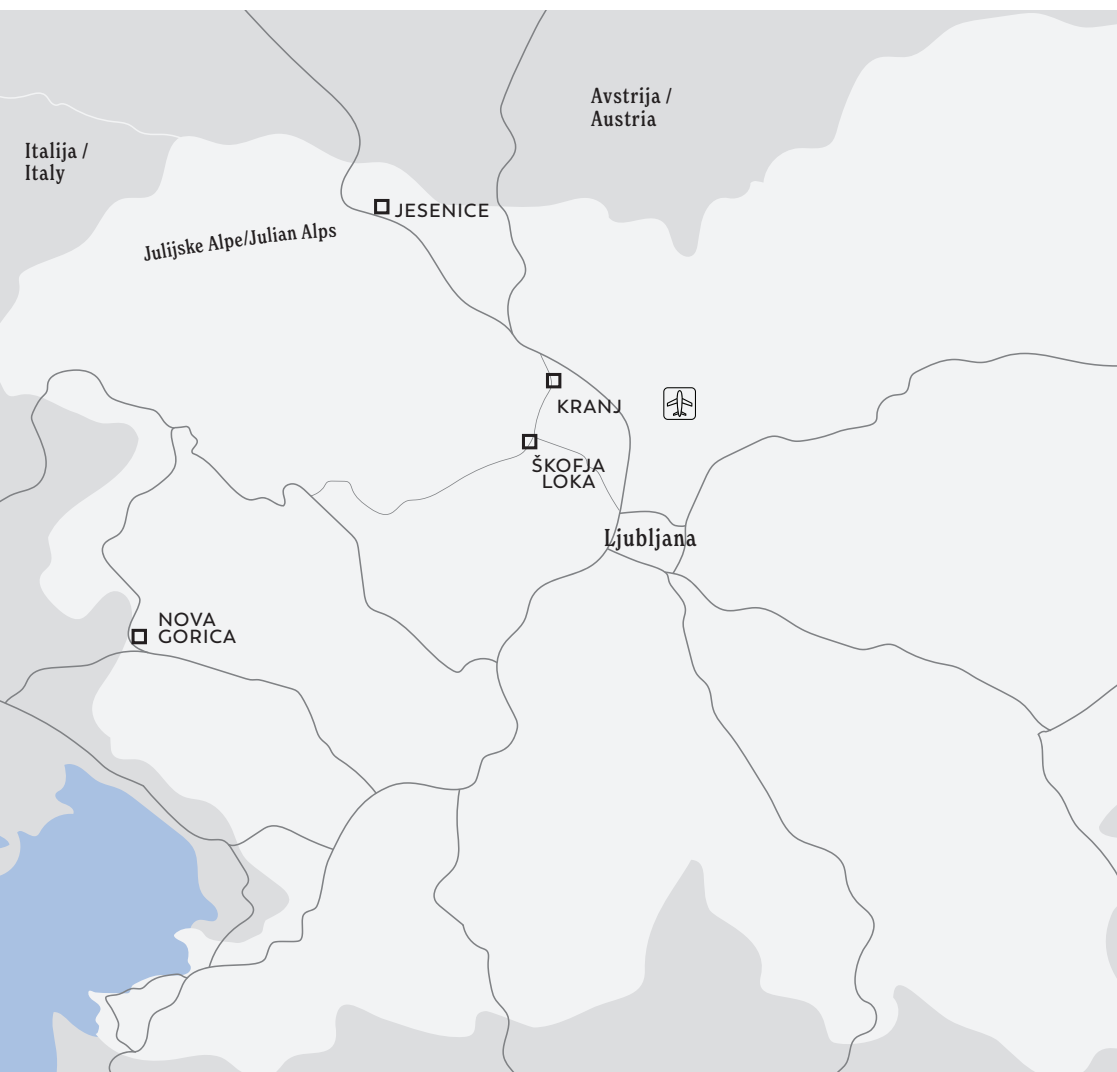 Avstrija /
Austria
Italija /
Italy
JESENICE
Julijske Alpe/Julian Alps
KRANJ
ŠKOFJA
LOKA
Ljubljana
NOVA
GORICA